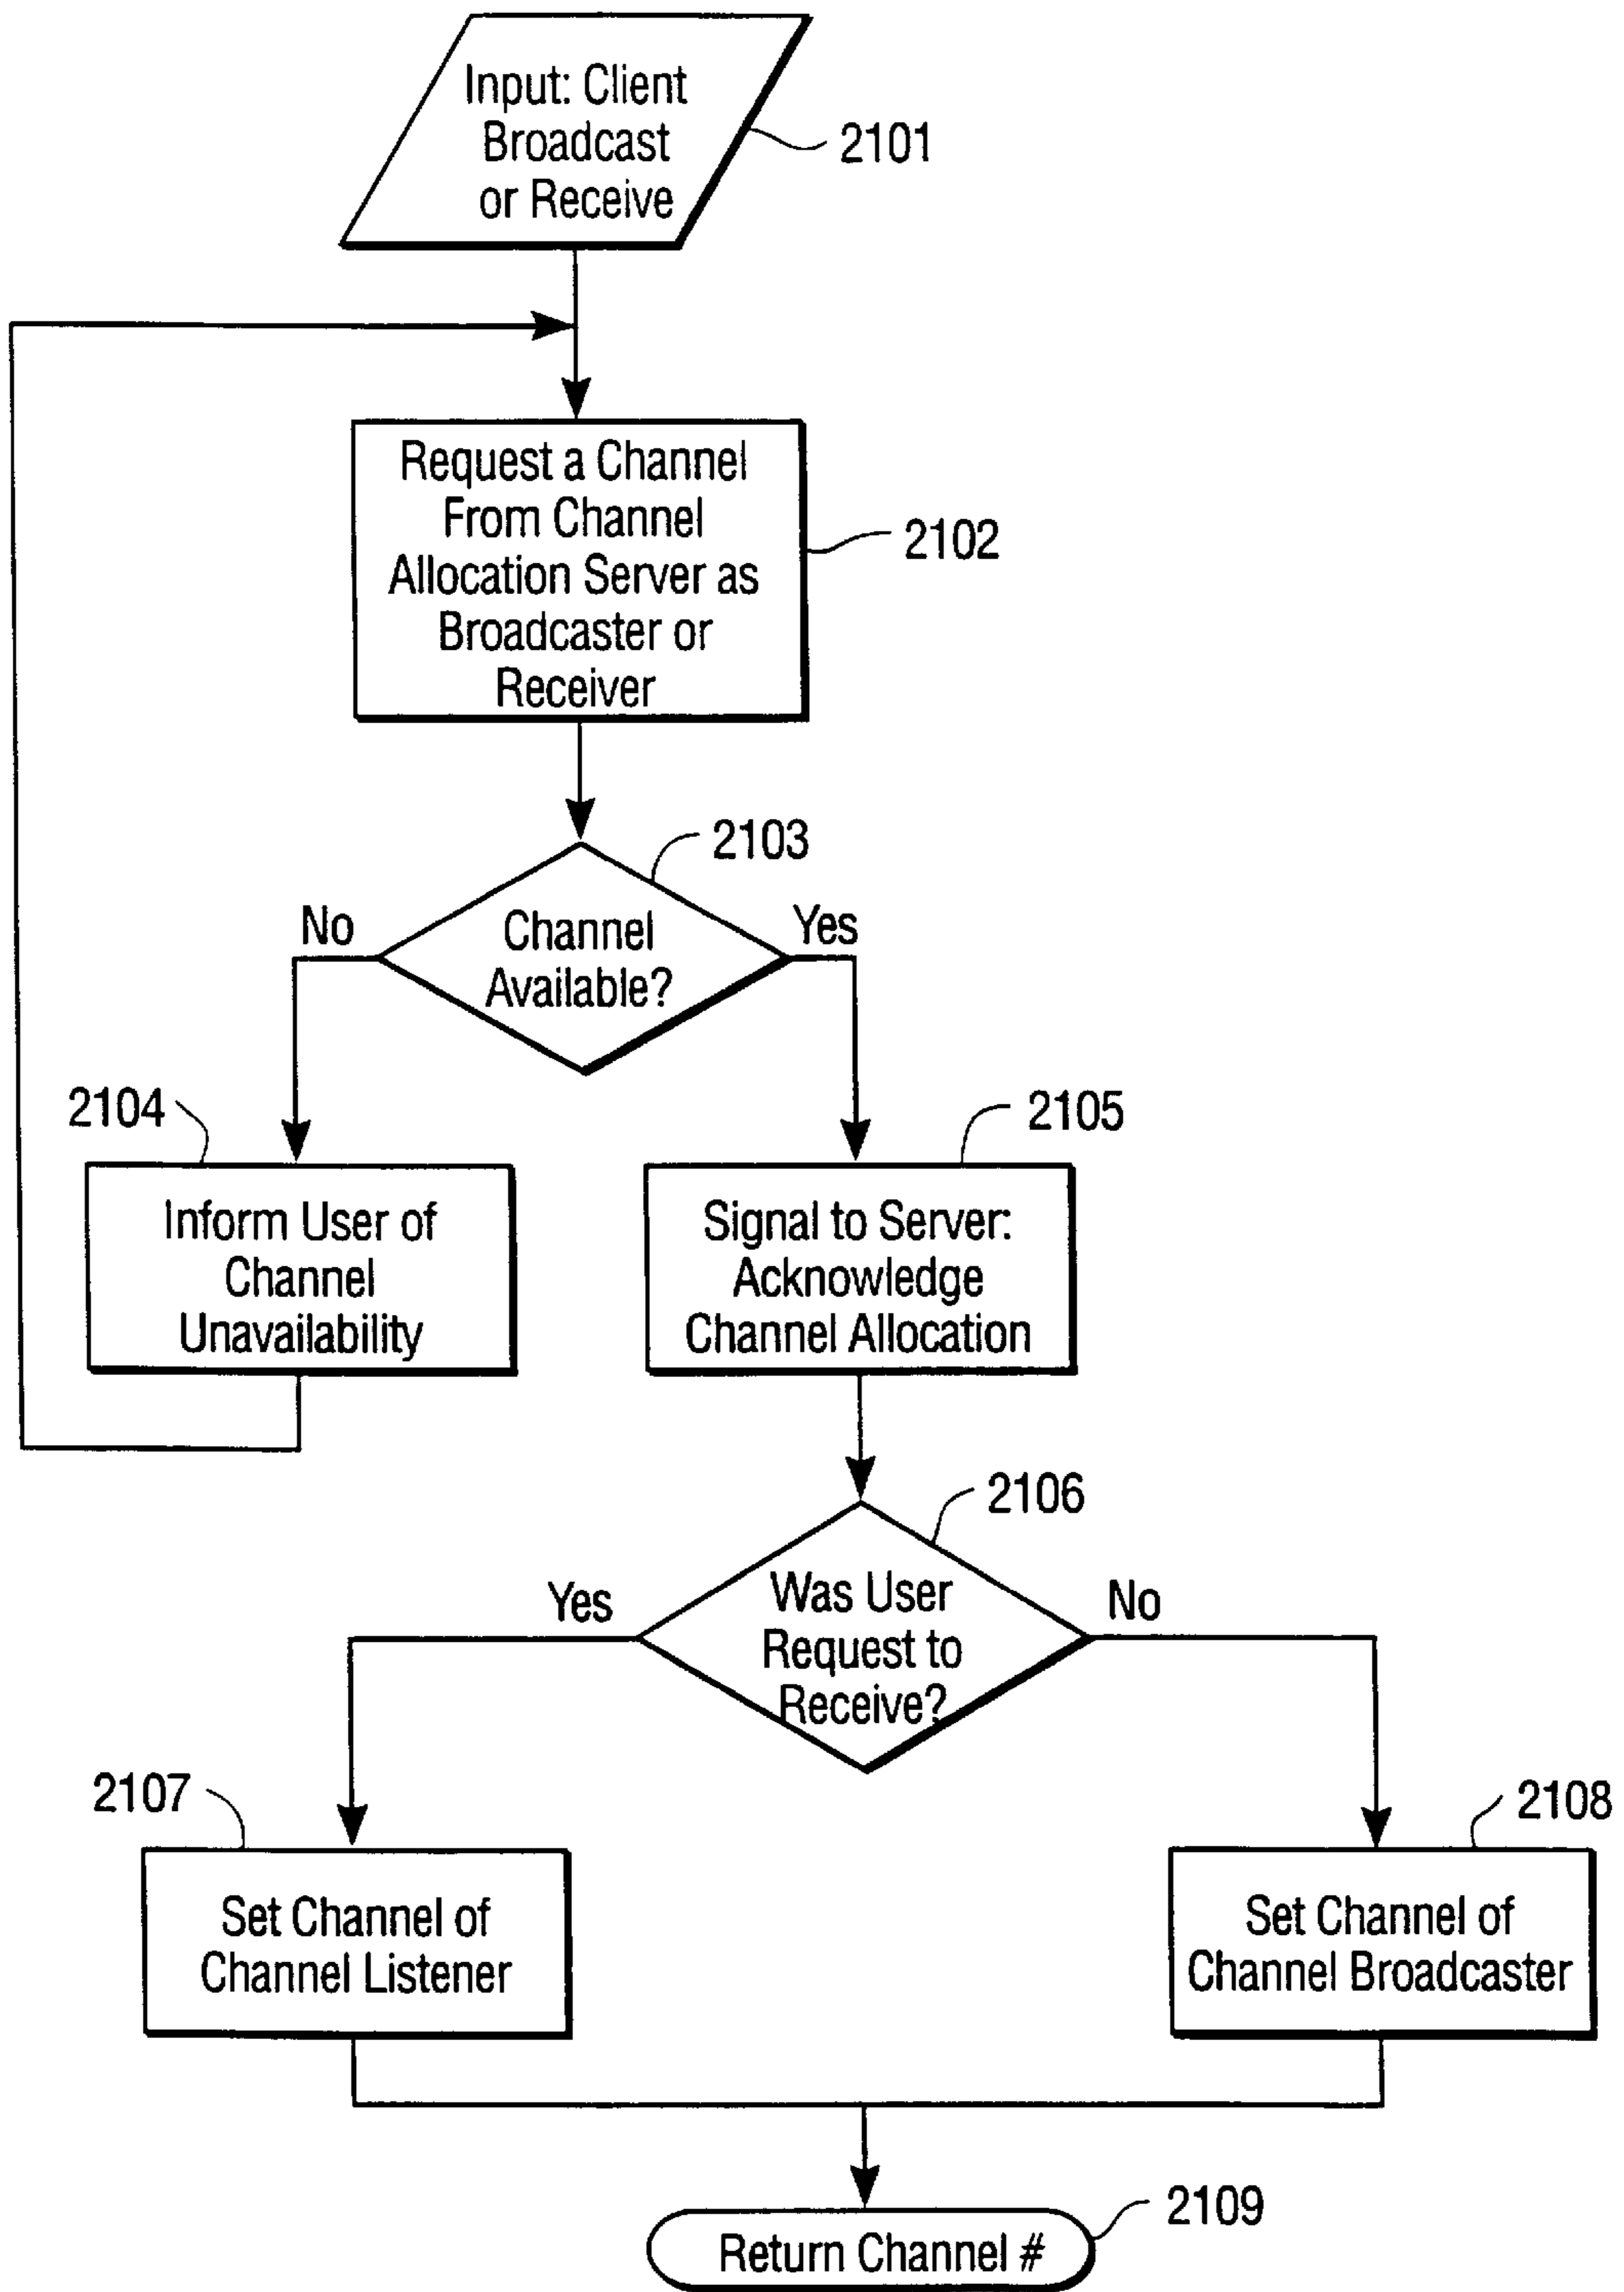 Input: Client
Broadcast
or Receive
2101
Request a Channel
From Channel
Allocation Server as
Broadcaster or
Receiver
2102
2103
No
Channel
Available?
Yes
2104
Inform User of
Channel
Unavailability
2105
Signal to Server:
Acknowledge
Channel Allocation
2106
Yes
Was User
Request to
Receive?
No
2107
Set Channel of
Channel Listener
2108
Set Channel of
Channel Broadcaster
Return Channel #
2109